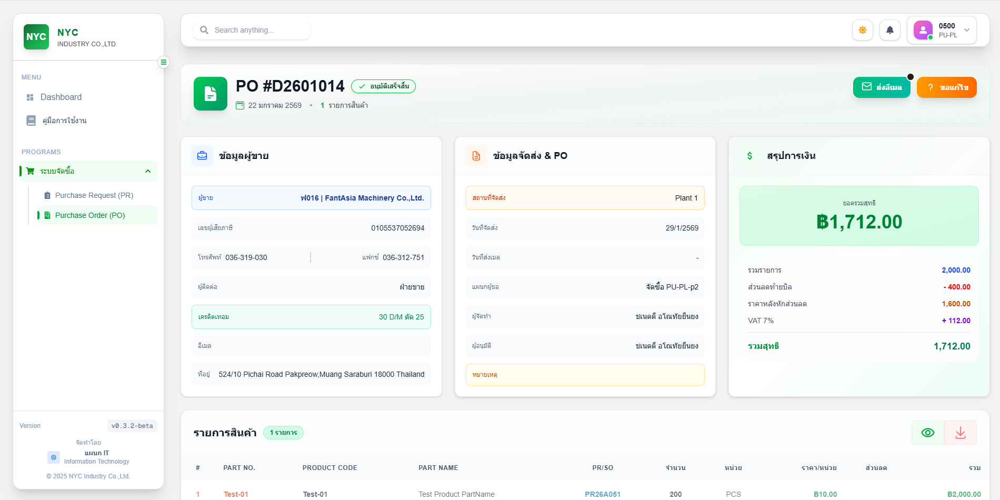 NYC
NYC
INDUSTRY CO.,LTD.
Search anything...
0500
PU-PL
MENU
Dashboard
คู่มือการใช้งาน
PROGRAMS
ระบบจัดซื้อ
Purchase Request (PR)
Purchase Order (PO)
Version v0.3.2-beta
จัดทำโดย
แผนก IT
Information Technology
© 2025 NYC Industry Co.,Ltd.
PO #D2601014 อนุมัติเสร็จสิ้น
22 มกราคม 2569 • 1 รายการสินค้า
ส่งอีเมล
? ขอแก้ไข
ข้อมูลผู้ขาย
ผู้ขาย ฟ016 | FantAsia Machinery Co.,Ltd.
เลขผู้เสียภาษี 0105537052694
โทรศัพท์ 036-319-030 แฟกซ์ 036-312-751
ผู้ติดต่อ ฝ่ายขาย
เครดิตเทอม 30 D/M ตัด 25
อีเมล
ที่อยู่ 524/10 Pichai Road Pakpreow,Muang Saraburi 18000 Thailand
ข้อมูลจัดส่ง & PO
สถานที่จัดส่ง Plant 1
วันที่จัดส่ง 29/1/2569
วันที่ส่งเมล -
แผนกผู้ขอ จัดซื้อ PU-PL-p2
ผู้จัดทำ ชเนตตี อโณทัยยืนยง
ผู้อนุมัติ ชเนตตี อโณทัยยืนยง
หมายเหตุ
$ สรุปการเงิน
ยอดรวมสุทธิ
฿1,712.00
รวมรายการ 2,000.00
ส่วนลดท้ายบิล - 400.00
ราคาหลังหักส่วนลด 1,600.00
VAT 7% + 112.00
รวมสุทธิ 1,712.00
รายการสินค้า 1 รายการ
# PART NO. PRODUCT CODE PART NAME PR/SO จำนวน หน่วย ราคา/หน่วย ส่วนลด รวม
1 Test-01 Test-01 Test Product PartName PR26A051 200 PCS ฿10.00 ฿2,000.00